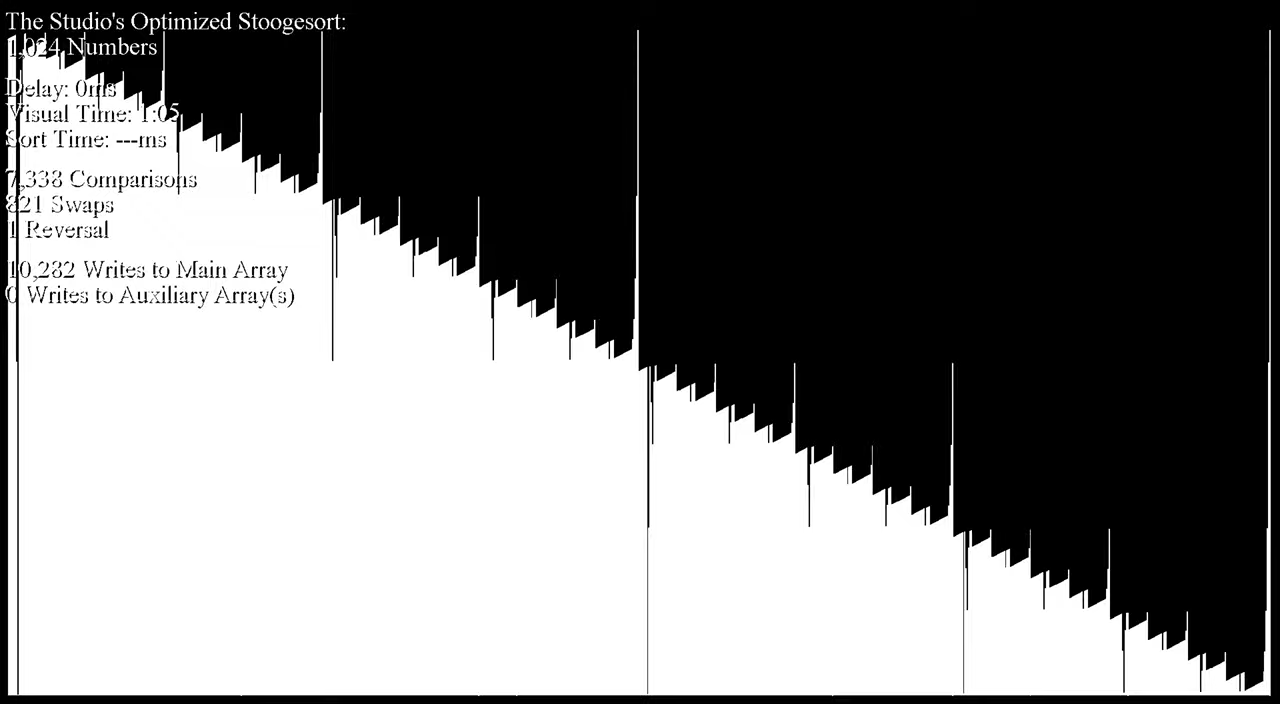 The Studio's Optimized Stoogesort:
1,024 Numbers
Delay: 0ms
Visual Time: 1:05
Sort Time: ---ms
7,338 Comparisons
821 Swaps
1 Reversal
10,282 Writes to Main Array
0 Writes to Auxiliary Array(s)